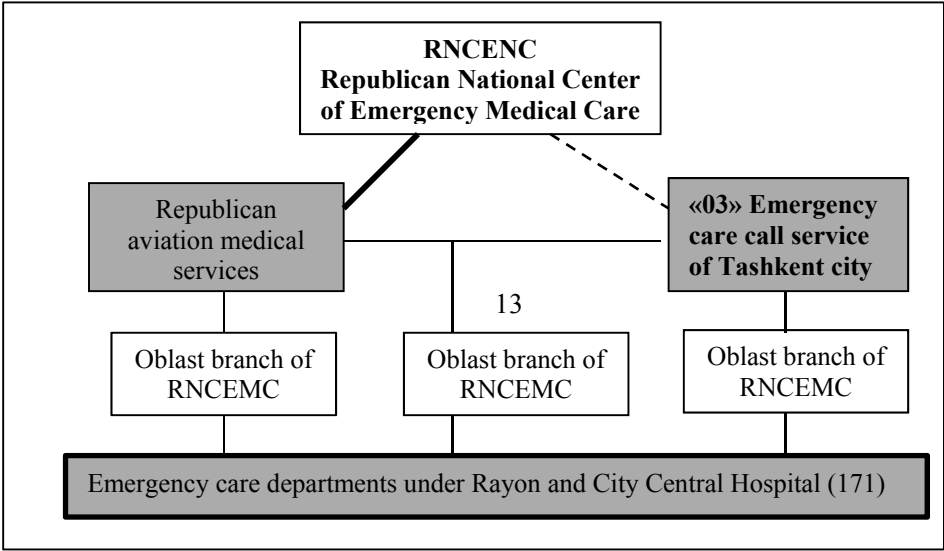 RNCENC
Republican National Center
of Emergency Medical Care
Republican
aviation medical
services
«03» Emergency
care call service
of Tashkent city
13
Oblast branch of
RNCEMC
Oblast branch of
RNCEMC
Oblast branch of
RNCEMC
Emergency care departments under Rayon and City Central Hospital (171)